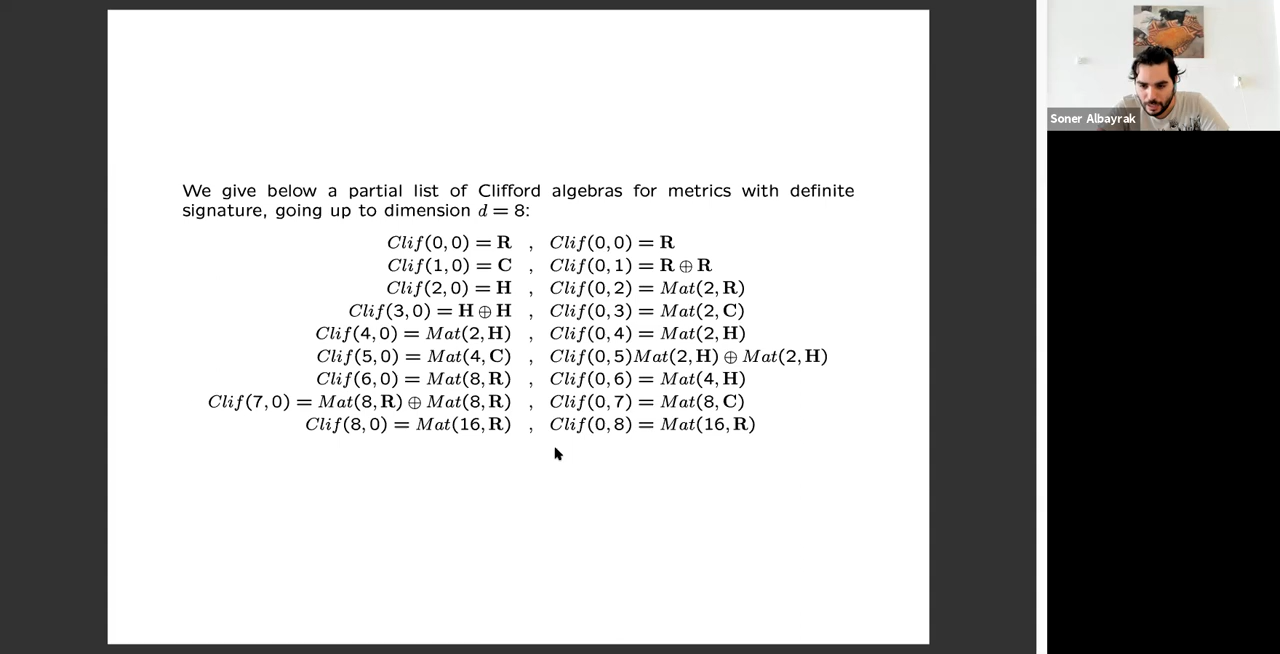 We give below a partial list of Clifford algebras for metrics with definite
signature, going up to dimension d = 8:
Clif(0,0) = R , Clif(0,0) = R
Clif(1,0) = C , Clif(0,1) = R ⊕ R
Clif(2,0) = H , Clif(0,2) = Mat(2,R)
Clif(3,0) = H ⊕ H , Clif(0,3) = Mat(2,C)
Clif(4,0) = Mat(2,H) , Clif(0,4) = Mat(2,H)
Clif(5,0) = Mat(4,C) , Clif(0,5)Mat(2,H) ⊕ Mat(2,H)
Clif(6,0) = Mat(8,R) , Clif(0,6) = Mat(4,H)
Clif(7,0) = Mat(8,R) ⊕ Mat(8,R) , Clif(0,7) = Mat(8,C)
Clif(8,0) = Mat(16,R) , Clif(0,8) = Mat(16,R)
Soner Albayrak